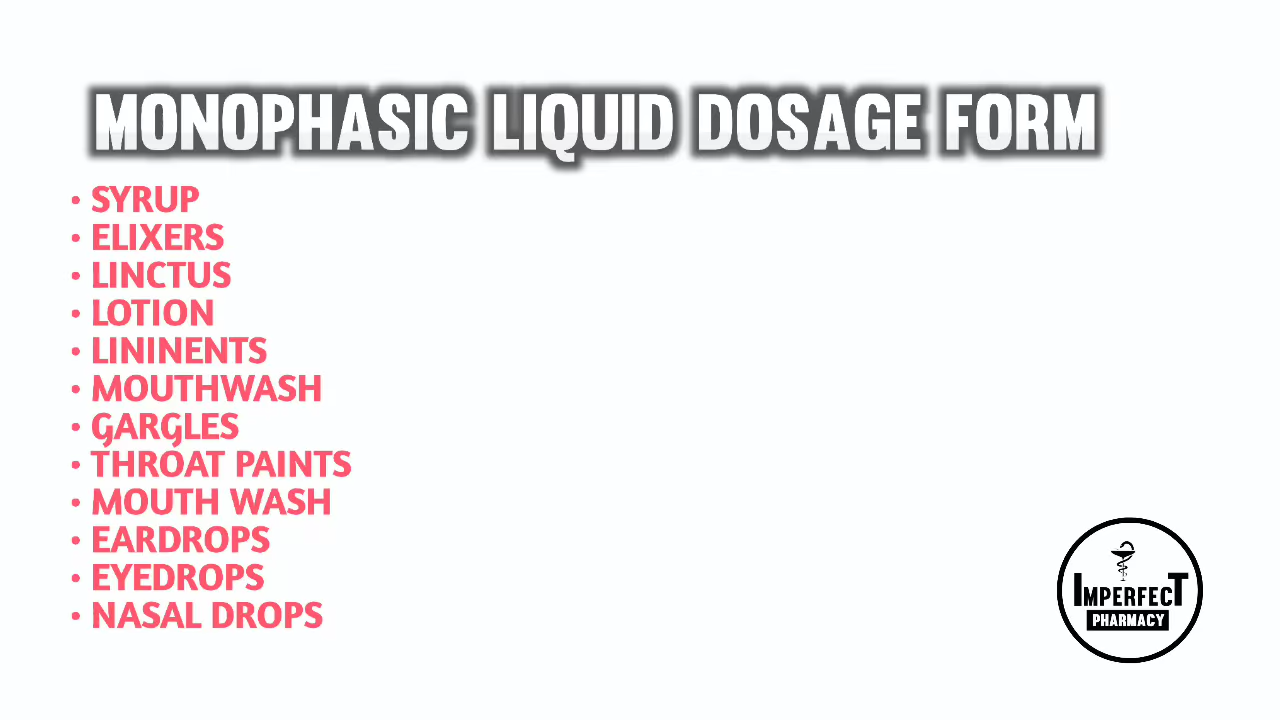 MONOPHASIC LIQUID DOSAGE FORM
• SYRUP
• ELIXERS
• LINCTUS
• LOTION
• LININENTS
• MOUTHWASH
• GARGLES
• THROAT PAINTS
• MOUTH WASH
• EARDROPS
• EYEDROPS
• NASAL DROPS
IMPERFECT
PHARMACY